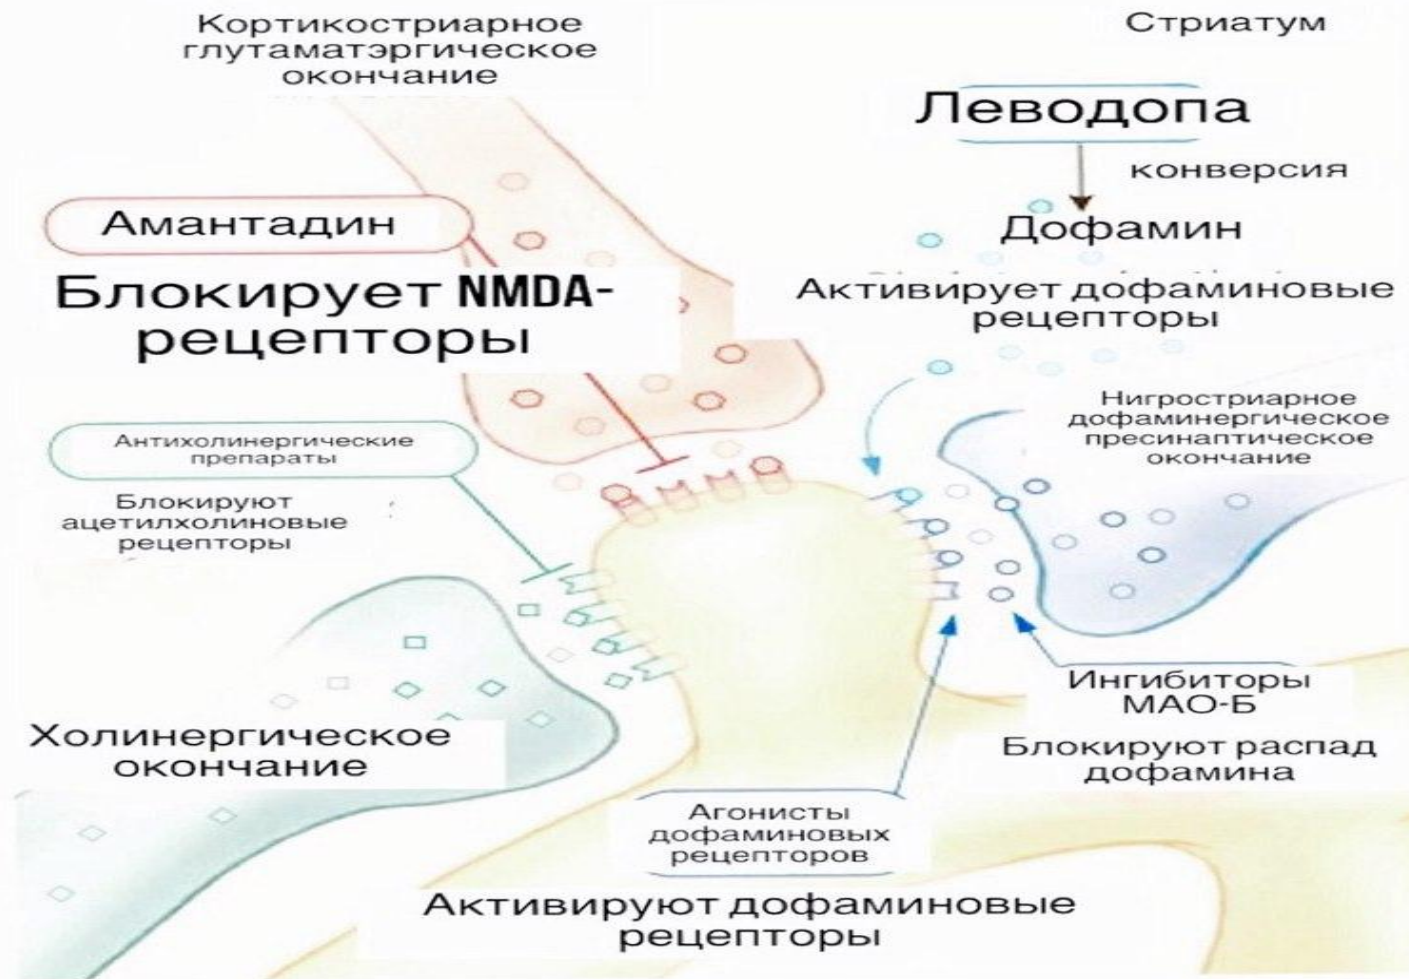 Кортикостриарное
глутаматэргическое
окончание
Стриатум
Леводопа
конверсия
Дофамин
Активирует дофаминовые
рецепторы
Амантадин
Блокирует NMDA-
рецепторы
Нигростриарное
дофаминергическое
пресинаптическое
окончание
Антихолинергические
препараты
Блокируют
ацетилхолиновые
рецепторы
Холинергическое
окончание
Ингибиторы
МАО-Б
Блокируют распад
дофамина
Агонисты
дофаминовых
рецепторов
Активируют дофаминовые
рецепторы